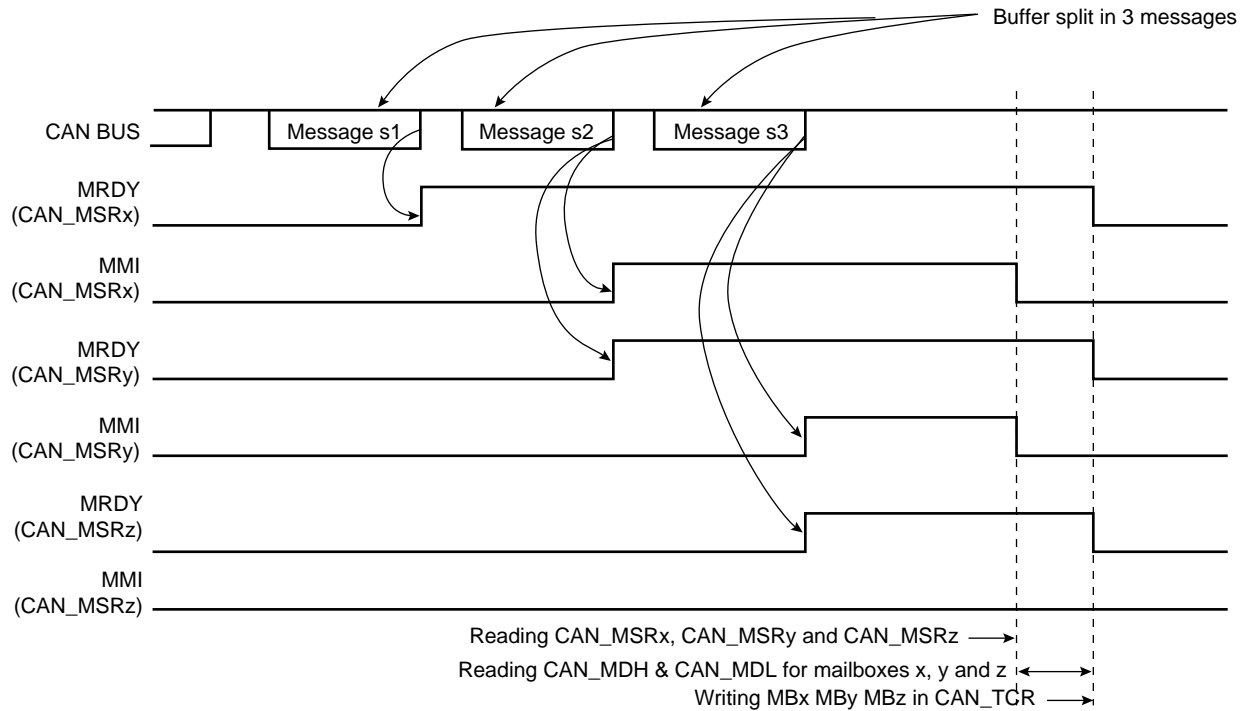 Buffer split in 3 messages
CAN BUS
Message s1
Message s2
Message s3
MRDY
(CAN_MSRx)
MMI
(CAN_MSRx)
MRDY
(CAN_MSRy)
MMI
(CAN_MSRy)
MRDY
(CAN_MSRz)
MMI
(CAN_MSRz)
Reading CAN_MSRx, CAN_MSRy and CAN_MSRz
Reading CAN_MDH & CAN_MDL for mailboxes x, y and z
Writing MBx MBy MBz in CAN_TCR